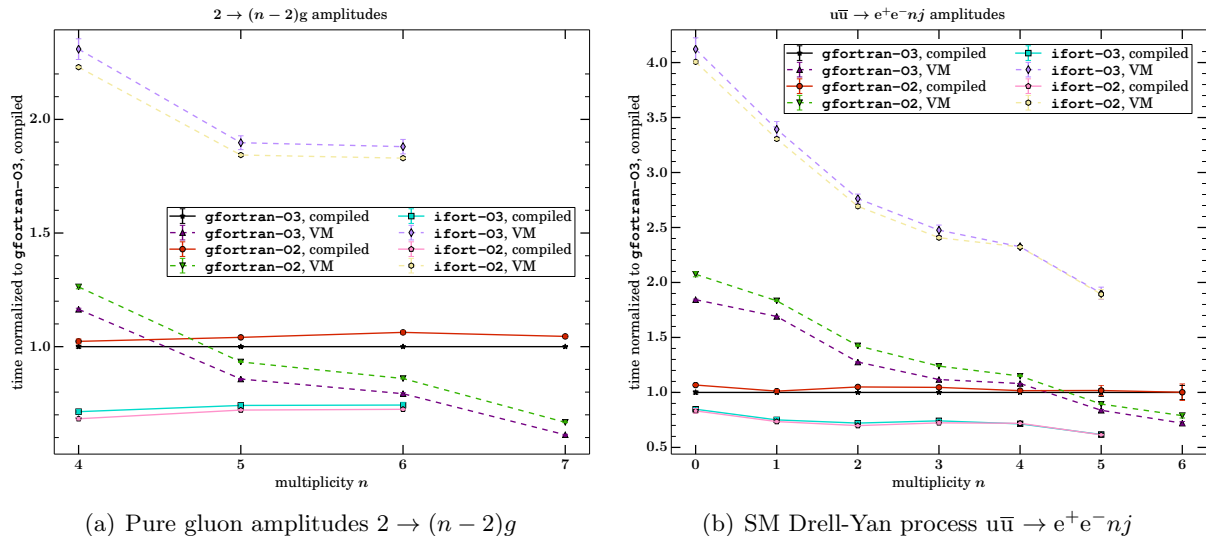 2 → (n − 2)g amplitudes
time normalized to gfortran-O3, compiled
2.0
1.5
1.0
gfortran-O3, compiled
gfortran-O3, VM
gfortran-O2, compiled
gfortran-O2, VM
ifort-O3, compiled
ifort-O3, VM
ifort-O2, compiled
ifort-O2, VM
4 5 6 7
multiplicity n
(a) Pure gluon amplitudes 2 → (n − 2)g
uu̅ → e⁺e⁻nj amplitudes
time normalized to gfortran-O3, compiled
4.0
3.5
3.0
2.5
2.0
1.5
1.0
0.5
gfortran-O3, compiled
gfortran-O3, VM
gfortran-O2, compiled
gfortran-O2, VM
ifort-O3, compiled
ifort-O3, VM
ifort-O2, compiled
ifort-O2, VM
0 1 2 3 4 5 6
multiplicity n
(b) SM Drell-Yan process uu̅ → e⁺e⁻nj